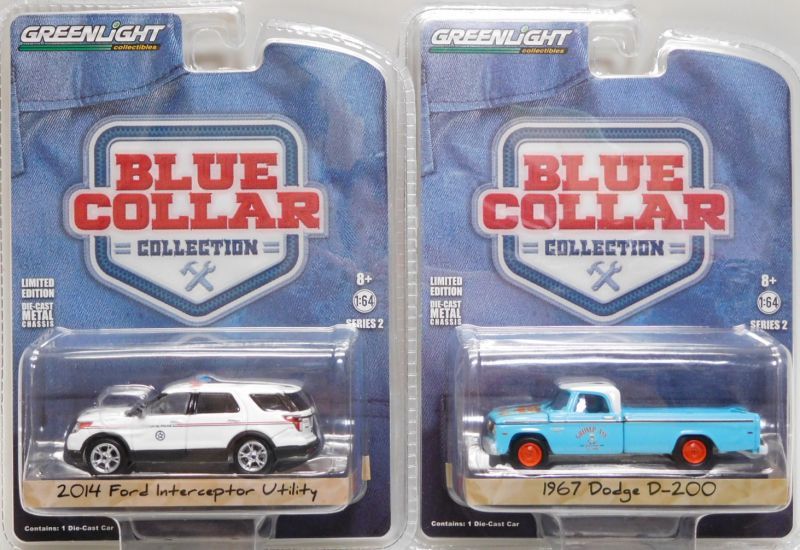 GREENLIGHT
collectibles
BLUE
COLLAR
COLLECTION
LIMITED
EDITION
DIE-CAST
METAL
CHASSIS
8+
1:64
SERIES 2
2014 Ford Interceptor Utility
Contains: 1 Die-Cast Car
GREENLIGHT
collectibles
BLUE
COLLAR
COLLECTION
LIMITED
EDITION
DIE-CAST
METAL
CHASSIS
8+
1:64
SERIES 2
1967 Dodge D-200
Contains: 1 Die-Cast Car